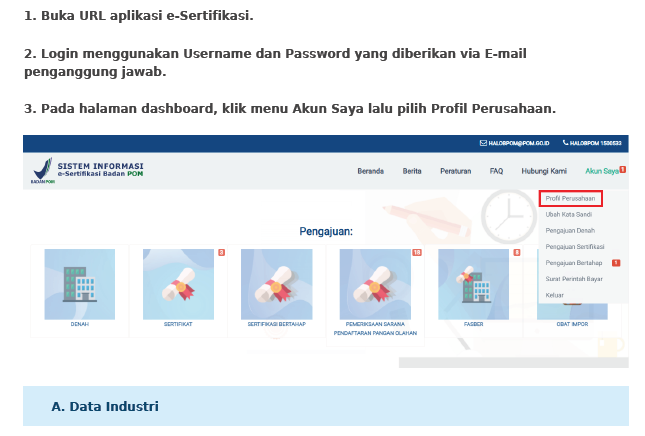 1. Buka URL aplikasi e-Sertifikasi.
2. Login menggunakan Username dan Password yang diberikan via E-mail
penganggung jawab.
3. Pada halaman dashboard, klik menu Akun Saya lalu pilih Profil Perusahaan.
HALOBPOM@POM.GO.ID HALOBPOM 1500533
BADAN POM
SISTEM INFORMASI
e-Sertifikasi Badan POM
Beranda Berita Peraturan FAQ Hubungi Kami Akun Saya
Profil Perusahaan
Ubah Kata Sandi
Pengajuan Denah
Pengajuan Sertifikasi
Pengajuan Bertahap 1
Surat Perintah Bayar
Keluar
Pengajuan:
DENAH
SERTIFIKAT
SERTIFIKASI BERTAHAP
PEMERIKSAAN SARANA
PENDAFTARAN PANGAN OLAHAN
FASBER
OBAT IMPOR
A. Data Industri